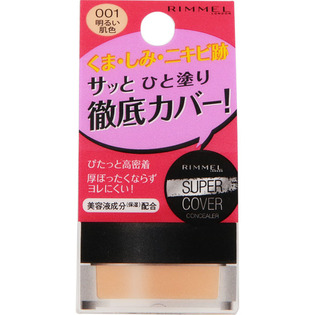 001
明るい
肌色
RIMMEL
LONDON
くま・しみ・ニキビ跡
サッと ひと塗り
徹底カバー!
ぴたっと高密着
厚ぼったくならず
ヨレにくい!
美容液成分(保湿)配合
RIMMEL
LONDON
SUPER
COVER
CONCEALER